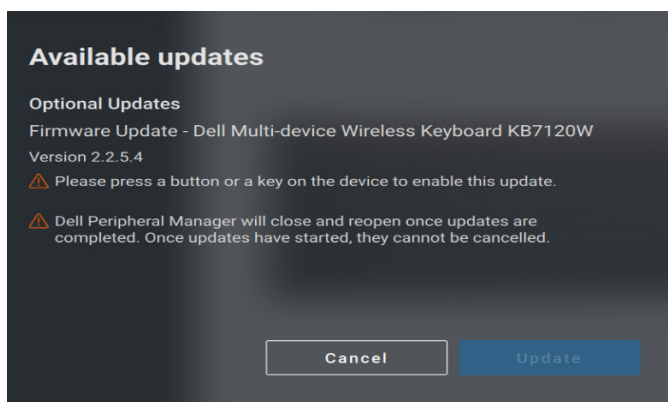 Available updates
Optional Updates
Firmware Update - Dell Multi-device Wireless Keyboard KB7120W
Version 2.2.5.4
Please press a button or a key on the device to enable this update.
Dell Peripheral Manager will close and reopen once updates are
completed. Once updates have started, they cannot be cancelled.
Cancel
Update